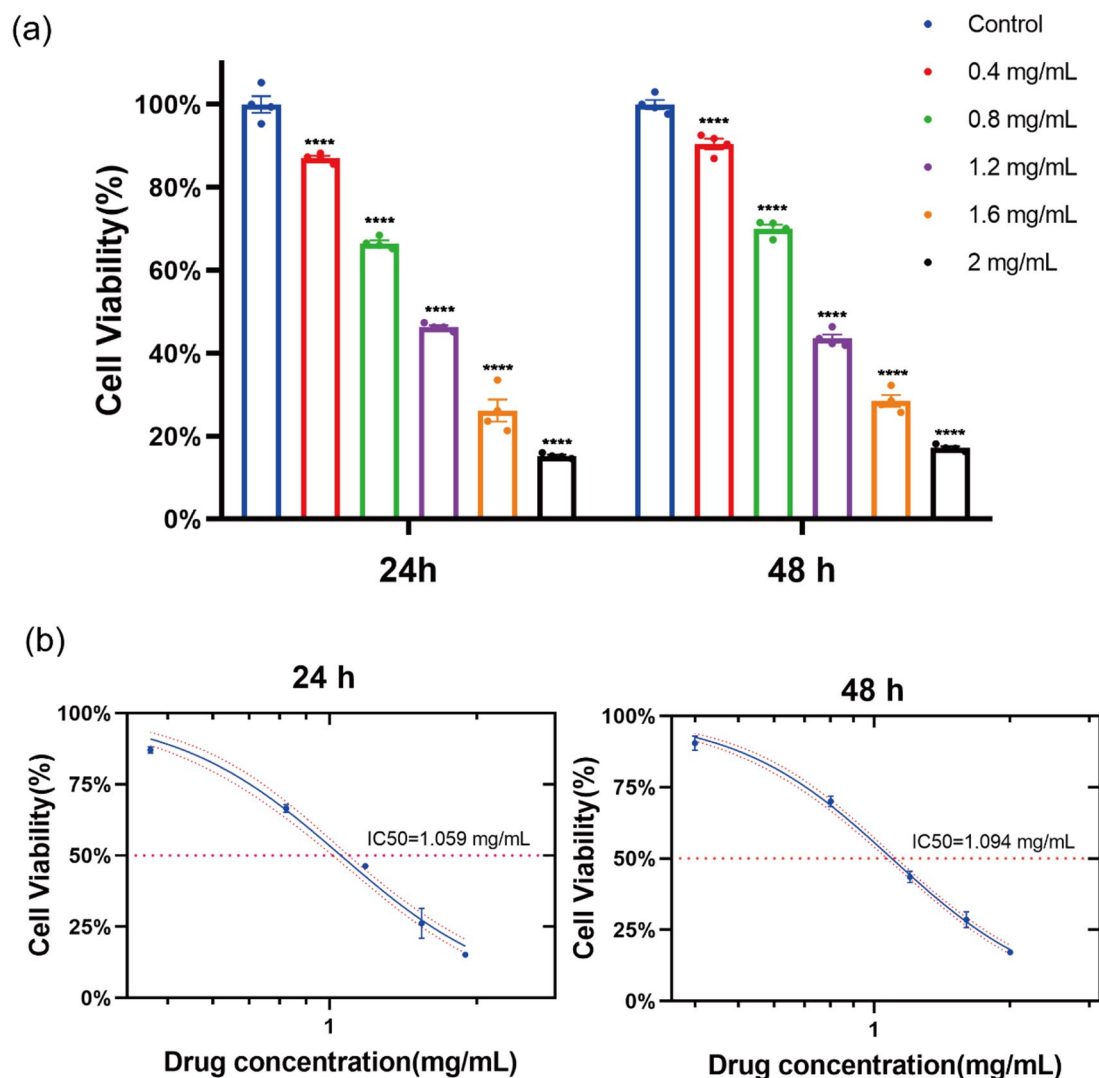 (a)
Control
0.4 mg/mL
0.8 mg/mL
1.2 mg/mL
1.6 mg/mL
2 mg/mL
Cell Viability(%)
100%
80%
60%
40%
20%
0%
****
****
****
****
****
****
****
****
****
****
24h
48 h
(b)
24 h
Cell Viability(%)
100%
75%
50%
25%
0%
IC50=1.059 mg/mL
1
Drug concentration(mg/mL)
48 h
Cell Viability(%)
100%
75%
50%
25%
0%
IC50=1.094 mg/mL
1
Drug concentration(mg/mL)